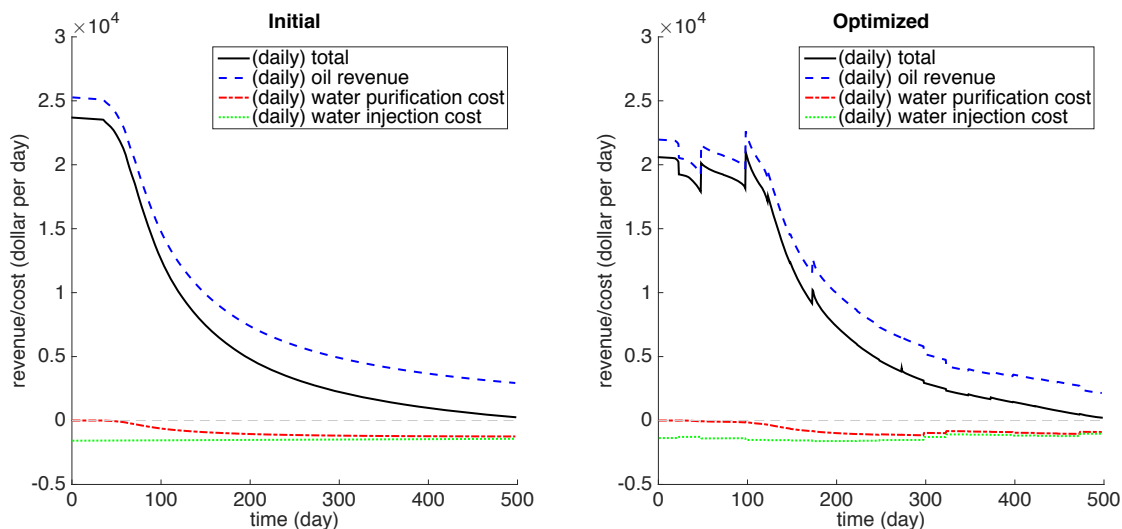 Initial
×10⁴
3
2.5
2
1.5
1
0.5
0
-0.5
revenue/cost (dollar per day)
(daily) total
(daily) oil revenue
(daily) water purification cost
(daily) water injection cost
0 100 200 300 400 500
time (day)
Optimized
×10⁴
3
2.5
2
1.5
1
0.5
0
-0.5
revenue/cost (dollar per day)
(daily) total
(daily) oil revenue
(daily) water purification cost
(daily) water injection cost
0 100 200 300 400 500
time (day)